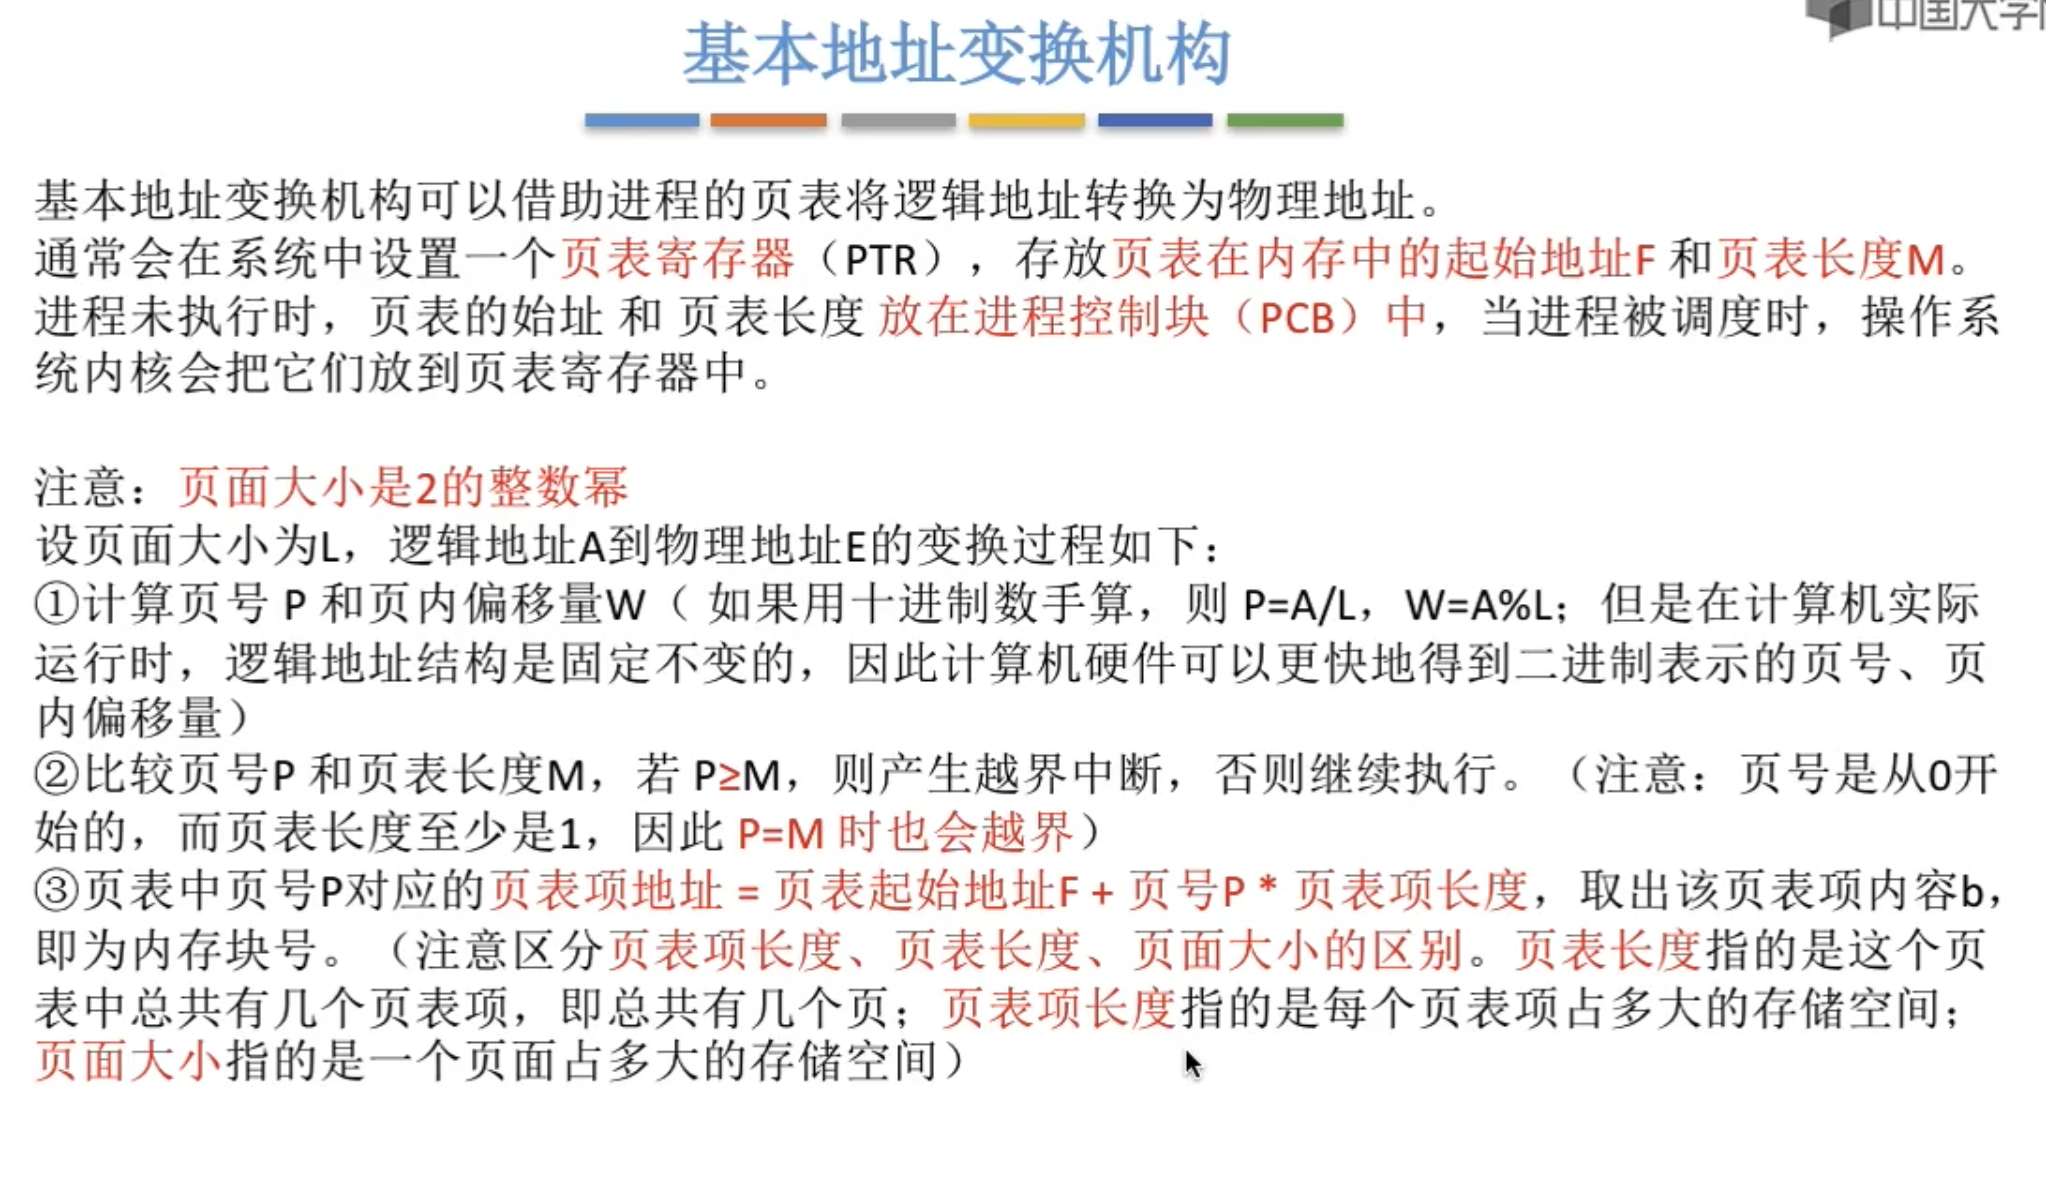 中国大学
基本地址变换机构
基本地址变换机构可以借助进程的页表将逻辑地址转换为物理地址。
通常会在系统中设置一个页表寄存器（PTR），存放页表在内存中的起始地址F 和页表长度M。
进程未执行时，页表的始址 和 页表长度 放在进程控制块（PCB）中，当进程被调度时，操作系
统内核会把它们放到页表寄存器中。
注意：页面大小是2的整数幂
设页面大小为L，逻辑地址A到物理地址E的变换过程如下：
①计算页号 P 和页内偏移量W（ 如果用十进制数手算，则 P=A/L，W=A%L；但是在计算机实际
运行时，逻辑地址结构是固定不变的，因此计算机硬件可以更快地得到二进制表示的页号、页
内偏移量）
②比较页号P 和页表长度M，若 P≥M，则产生越界中断，否则继续执行。（注意：页号是从0开
始的，而页表长度至少是1，因此 P=M 时也会越界）
③页表中页号P对应的页表项地址 = 页表起始地址F + 页号P * 页表项长度，取出该页表项内容b，
即为内存块号。（注意区分页表项长度、页表长度、页面大小的区别。页表长度指的是这个页
表中总共有几个页表项，即总共有几个页；页表项长度指的是每个页表项占多大的存储空间；
页面大小指的是一个页面占多大的存储空间）